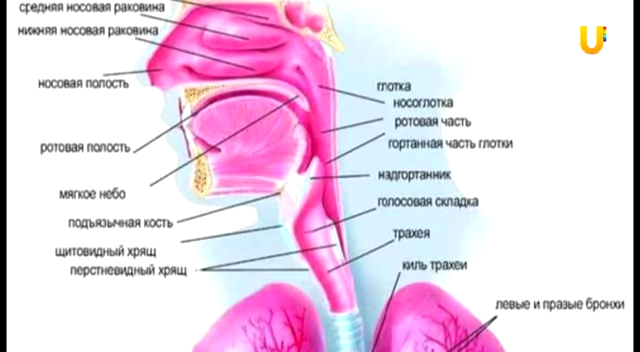 средняя носовая раковина
нижняя носовая раковина
носовая полость
ротовая полость
мягкое небо
подъязычная кость
щитовидный хрящ
перстневидный хрящ
глотка
носоглотка
ротовая часть
гортанная часть глотки
надгортанник
голосовая складка
трахея
киль трахеи
левые и празые бронхи
U